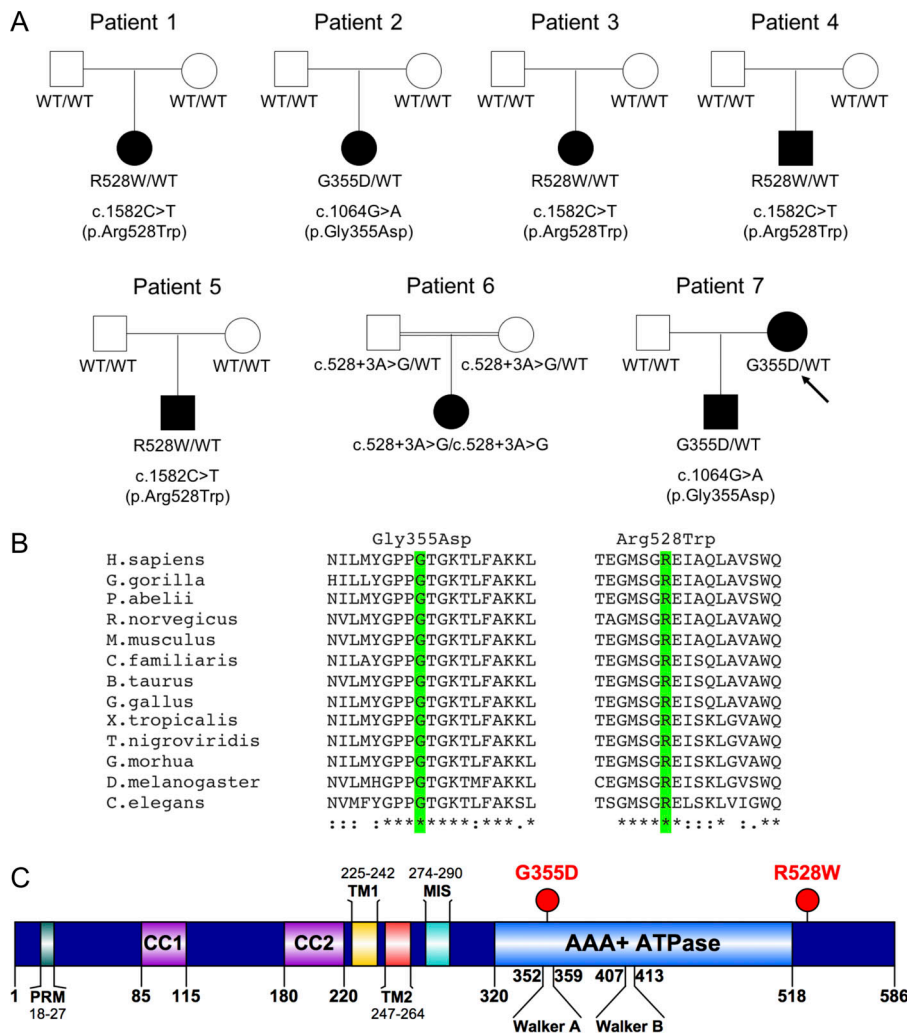 A
Patient 1 Patient 2 Patient 3 Patient 4
WT/WT WT/WT WT/WT WT/WT WT/WT WT/WT WT/WT WT/WT
R528W/WT G355D/WT R528W/WT R528W/WT
c.1582C>T c.1064G>A c.1582C>T c.1582C>T
(p.Arg528Trp) (p.Gly355Asp) (p.Arg528Trp) (p.Arg528Trp)
Patient 5 Patient 6 Patient 7
WT/WT WT/WT c.528+3A>G/WT c.528+3A>G/WT WT/WT G355D/WT
R528W/WT c.528+3A>G/c.528+3A>G G355D/WT
c.1582C>T c.1064G>A
(p.Arg528Trp) (p.Gly355Asp)
B
Gly355Asp Arg528Trp
H.sapiens NILMYGPPGTGKTLFAKKL TEGMSGREIAQLAVSWQ
G.gorilla HILLYGPPGTGKTLFAKKL TEGMSGREIAQLAVSWQ
P.abelii NILMYGPPGTGKTLFAKKL TEGMSGREIAQLAVSWQ
R.norvegicus NVLMYGPPGTGKTLFAKKL TAGMSGREIAQLAVAWQ
M.musculus NVLMYGPPGTGKTLFAKKL TEGMSGREIAQLAVAWQ
C.familiaris NILAYGPPGTGKTLFAKKL TEGMSGREISQLAVAWQ
B.taurus NVLMYGPPGTGKTLFAKKL TEGMSGREISQLAVAWQ
G.gallus NILMYGPPGTGKTLFAKKL TEGMSGREISQLAVAWQ
X.tropicalis NILMYGPPGTGKTLFAKKL TEGMSGREISKLGVAWQ
T.nigroviridis NILMYGPPGTGKTLFAKKL TEGMSGREISKLGVAWQ
G.morhua NILMYGPPGTGKTLFAKKL TEGMSGREISKLGVAWQ
D.melanogaster NVLMHGPPGTGKTMFAKKL CEGMSGREISKLGVSWQ
C.elegans NVMFYGPPGTGKTLFAKSL TSGMSGRELSKLVIGWQ
::: :********:***.* ******::.* :.**
C
225-242 274-290 G355D R528W
TM1 MIS
CC1 CC2 AAA+ ATPase
352 359 407 413
1 PRM 85 115 180 220 TM2 320 518 586
18-27 247-264 Walker A Walker B